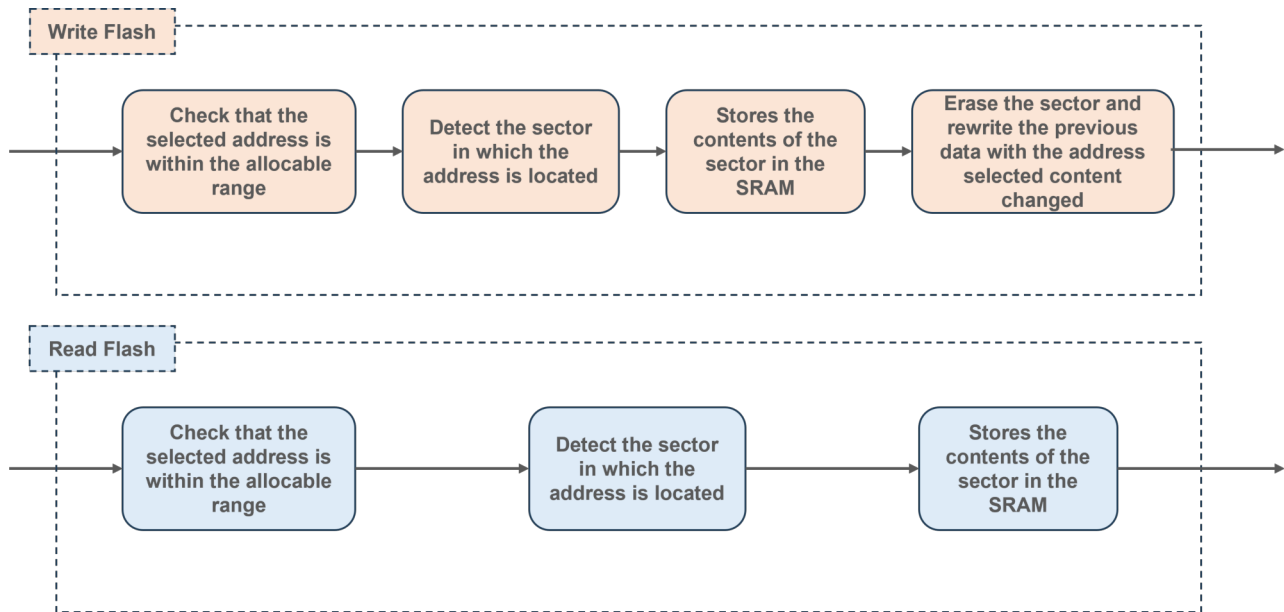 Write Flash
Check that the
selected address is
within the allocable
range
Detect the sector
in which the
address is located
Stores the
contents of the
sector in the
SRAM
Erase the sector and
rewrite the previous
data with the address
selected content
changed
Read Flash
Check that the
selected address is
within the allocable
range
Detect the sector
in which the
address is located
Stores the
contents of the
sector in the
SRAM